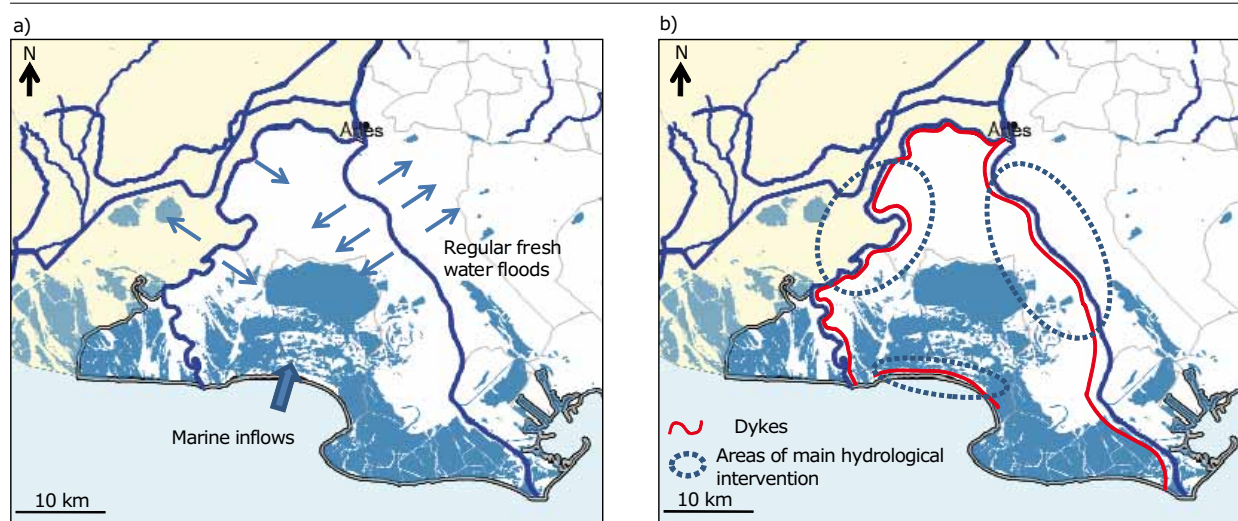 a)
N
Arles
Regular fresh
water floods
Marine inflows
10 km
b)
N
Arles
Dykes
Areas of main hydrological
intervention
10 km